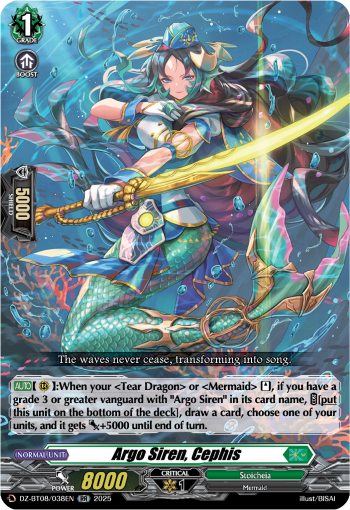 1
GRADE
BOOST
5000
SHIELD
The waves never cease, transforming into song.
AUTO【 】:When your <Tear Dragon> or <Mermaid> , if you have a
grade 3 or greater vanguard with "Argo Siren" in its card name, [put
this unit on the bottom of the deck], draw a card, choose one of your
units, and it gets +5000 until end of turn.
NORMAL UNIT
Argo Siren, Cephis
POWER
8000
CRITICAL
1
Stoicheia
Mermaid
DZ-BT08/038EN
RR
2025
illust/BISAI